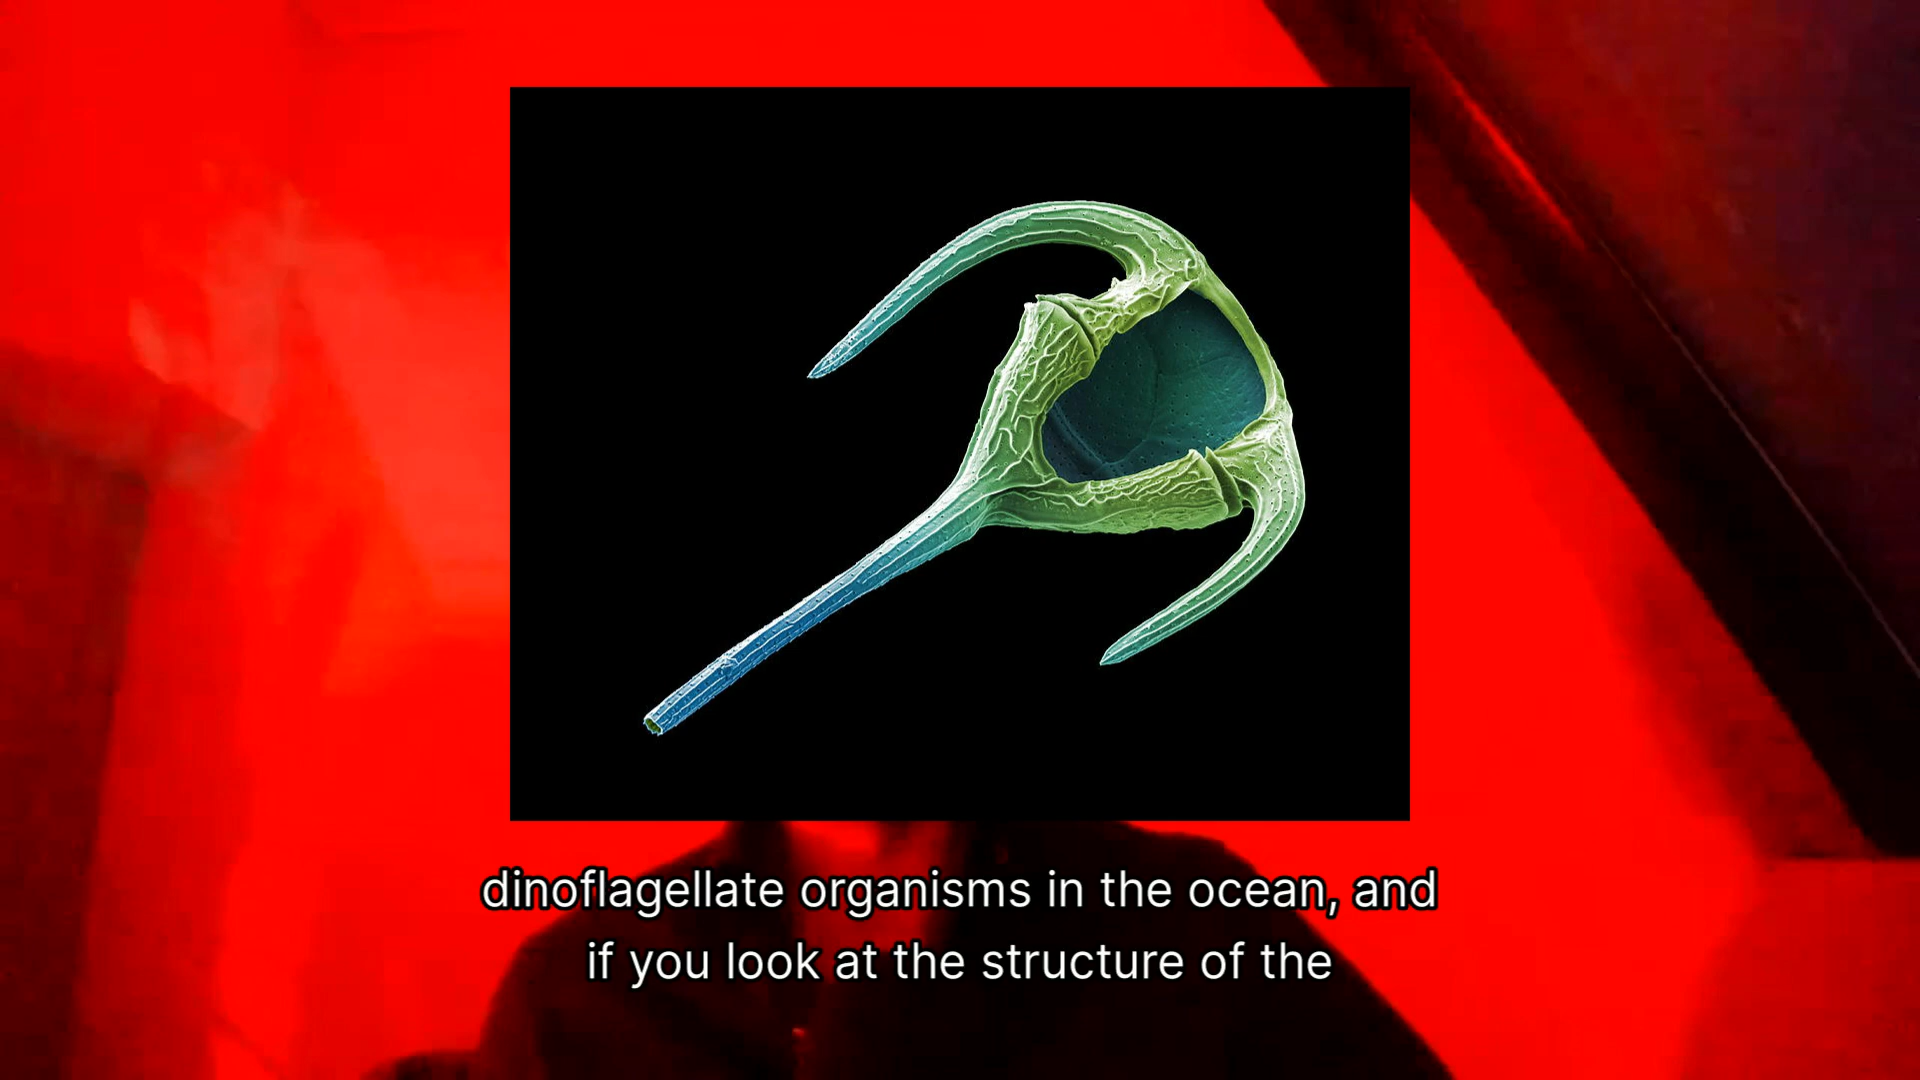 dinoflagellate organisms in the ocean, and
if you look at the structure of the